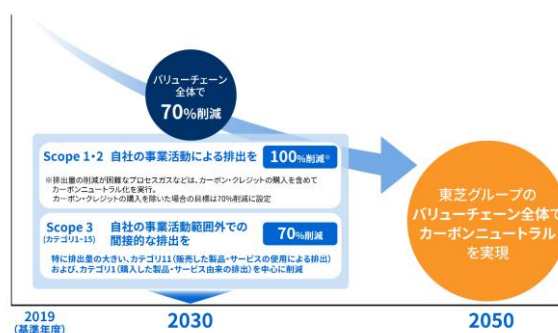 バリューチェーン
全体で
70%削減
Scope 1・2 自社の事業活動による排出を 100%削減※
※排出量の削減が困難なプロセスガスなどは、カーボン・クレジットの購入を含めて
カーボンニュートラル化を実行。
カーボン・クレジットの購入を除いた場合の目標は70%削減に設定
Scope 3
(カテゴリ1~15)
自社の事業活動範囲外での
間接的な排出を
70%削減
特に排出量の大きい、カテゴリ11(販売した製品・サービスの使用による排出)
および、カテゴリ1(購入した製品・サービス由来の排出)を中心に削減
東芝グループの
バリューチェーン全体で
カーボンニュートラル
を実現
2019
(基準年度)
2030
2050